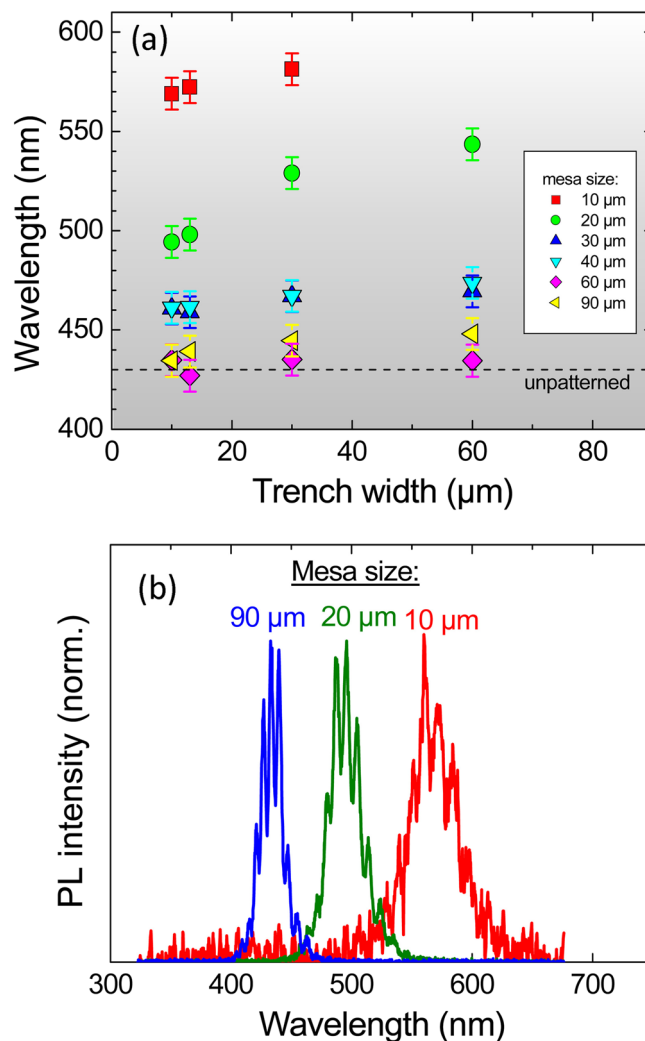 (a)
600
550
500
450
400
Wavelength (nm)
mesa size:
10 µm
20 µm
30 µm
40 µm
60 µm
90 µm
unpatterned
0 20 40 60 80
Trench width (µm)
(b)
Mesa size:
90 µm 20 µm 10 µm
PL intensity (norm.)
300 400 500 600 700
Wavelength (nm)